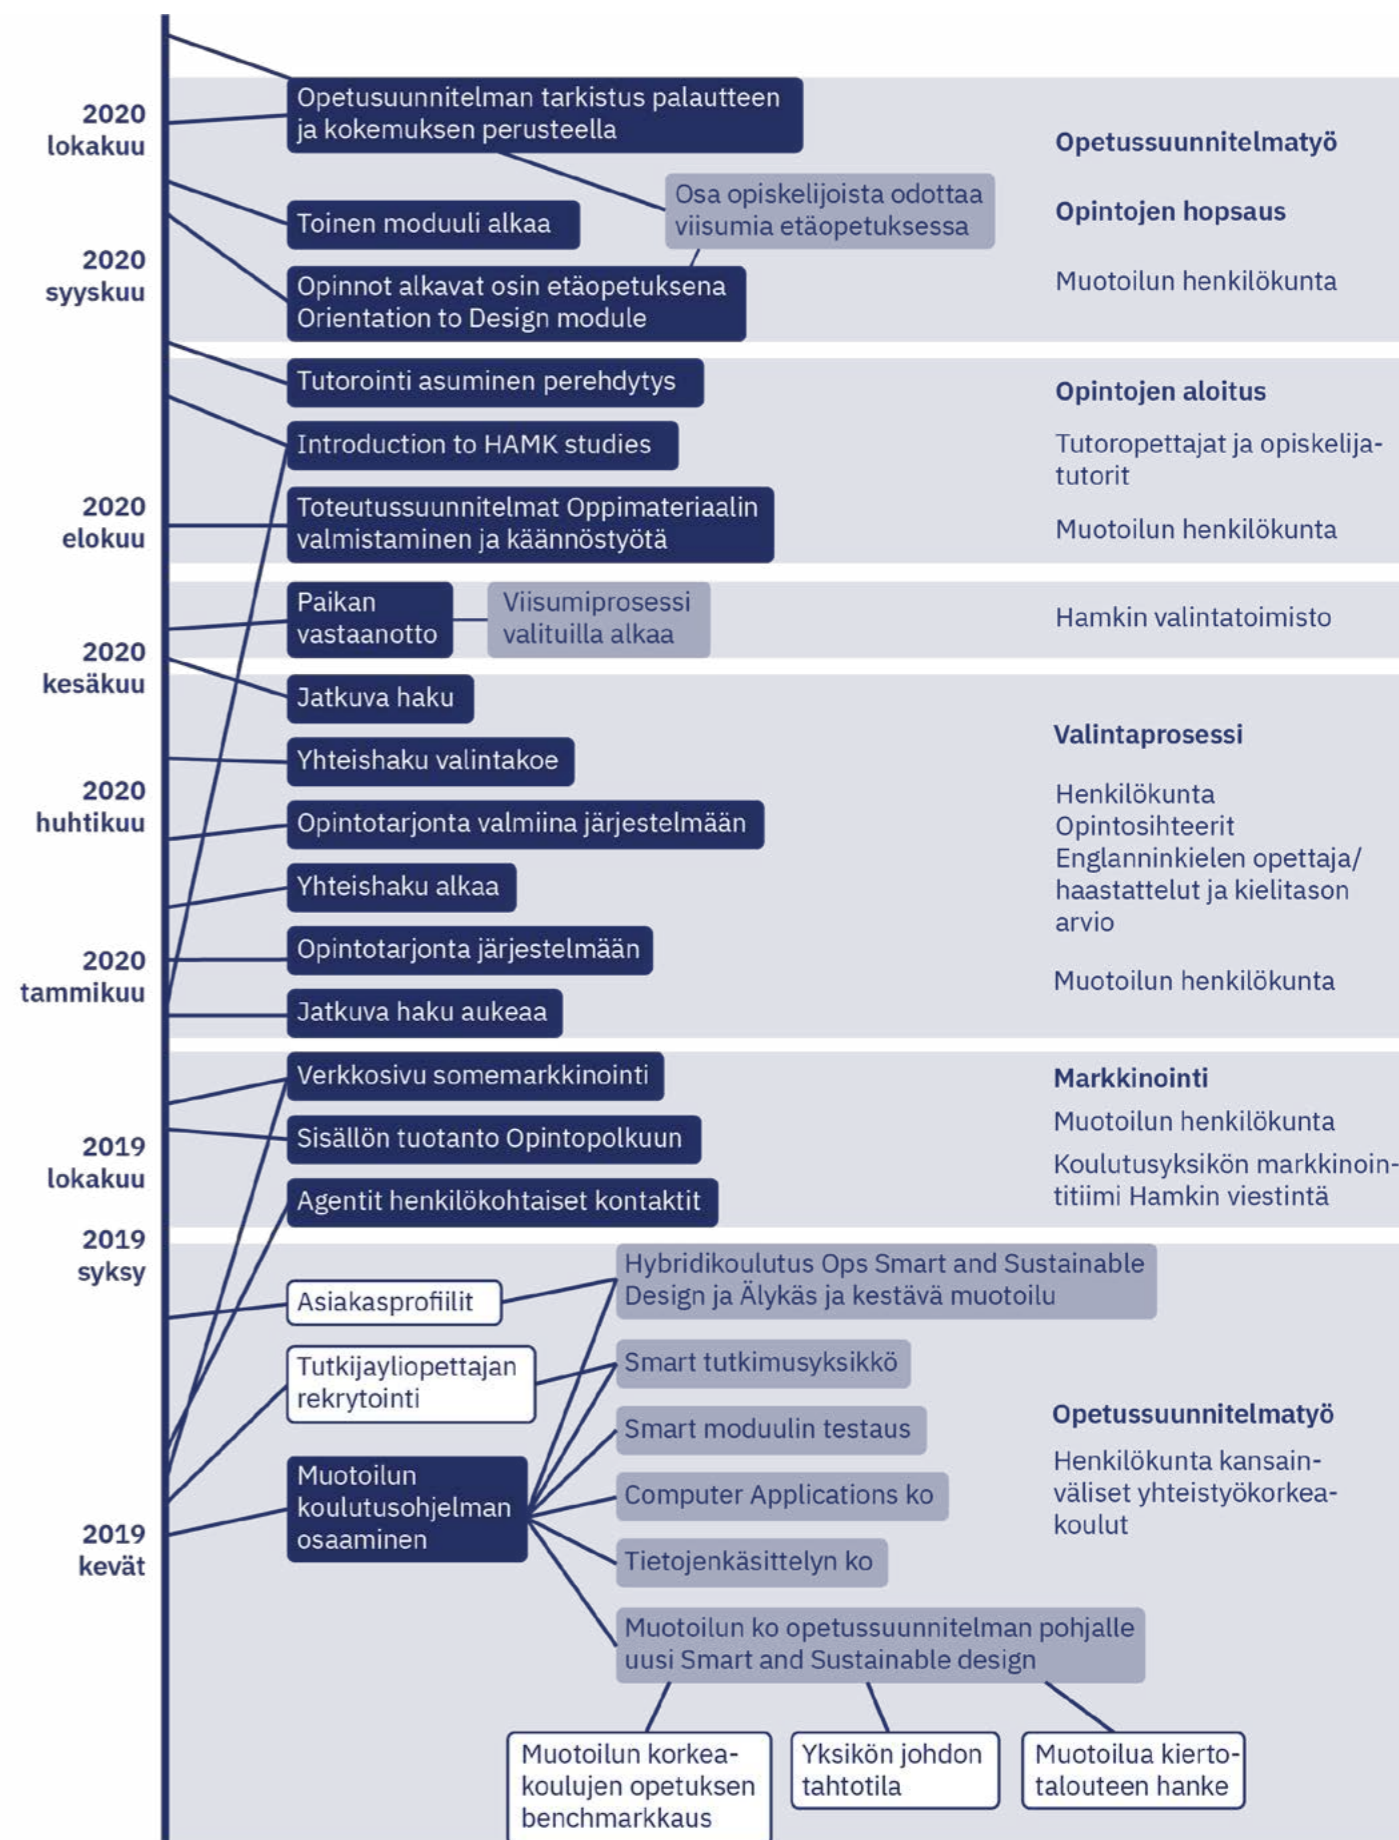 2020
lokakuu
Opetusuunnitelman tarkistus palautteen
ja kokemuksen perusteella
Opetussuunnitelmatyö
Osa opiskelijoista odottaa
viisumia etäopetuksessa
Opintojen hopsaus
Toinen moduuli alkaa
2020
syyskuu
Opinnot alkavat osin etäopetuksena
Orientation to Design module
Muotoilun henkilökunta
Tutorointi asuminen perehdytys
Opintojen aloitus
Introduction to HAMK studies
Tutoropettajat ja opiskelija-
tutorit
2020
elokuu
Toteutussuunnitelmat Oppimateriaalin
valmistaminen ja käännöstyötä
Muotoilun henkilökunta
Paikan
vastaanotto
Viisumiprosessi
valituilla alkaa
Hamkin valintatoimisto
2020
kesäkuu
Jatkuva haku
Valintaprosessi
Yhteishaku valintakoe
2020
huhtikuu
Opintotarjonta valmiina järjestelmään
Henkilökunta
Opintosihteerit
Englanninkielen opettaja/
haastattelut ja kielitason
arvio
Yhteishaku alkaa
Opintotarjonta järjestelmään
2020
tammikuu
Muotoilun henkilökunta
Jatkuva haku aukeaa
Verkkosivu somemarkkinointi
Markkinointi
Muotoilun henkilökunta
Sisällön tuotanto Opintopolkuun
2019
lokakuu
Koulutusyksikön markkinoin-
titiimi Hamkin viestintä
Agentit henkilökohtaiset kontaktit
2019
syksy
Hybridikoulutus Ops Smart and Sustainable
Design ja Älykäs ja kestävä muotoilu
Asiakasprofiilit
Tutkijayliopettajan
rekrytointi
Smart tutkimusyksikkö
Smart moduulin testaus
Opetussuunnitelmatyö
Henkilökunta kansain-
väliset yhteistyökorkea-
koulut
Muotoilun
koulutusohjelman
osaaminen
Computer Applications ko
2019
kevät
Tietojenkäsittelyn ko
Muotoilun ko opetussuunnitelman pohjalle
uusi Smart and Sustainable design
Muotoilun korkea-
koulujen opetuksen
benchmarkkaus
Yksikön johdon
tahtotila
Muotoilua kierto-
talouteen hanke